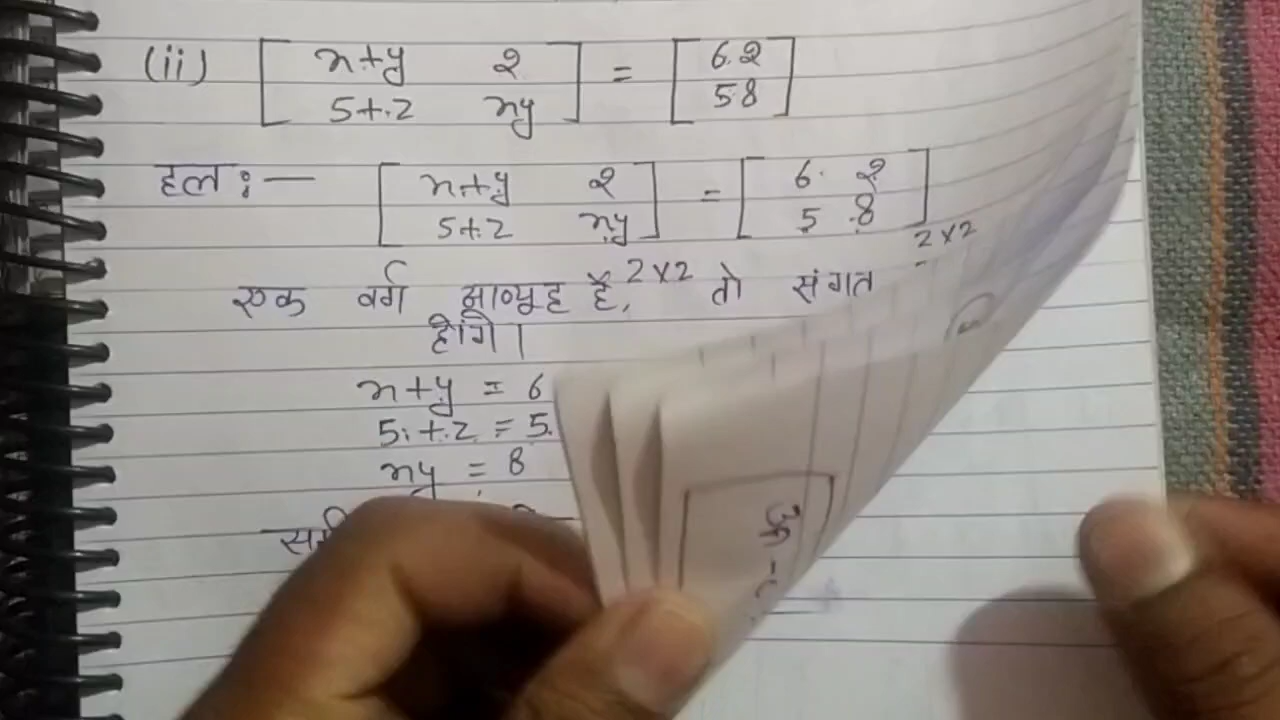 (ii) [ x+y 2 5+z xy ] = [ 6 2 5 8 ]
हल :— [ x+y 2 5+z xy ]2×2 = [ 6 2 5 8 ]2×2
एक वर्ग आव्यूह है, तो संगत
होंगे।
x+y = 6
5+z = 5
xy = 8